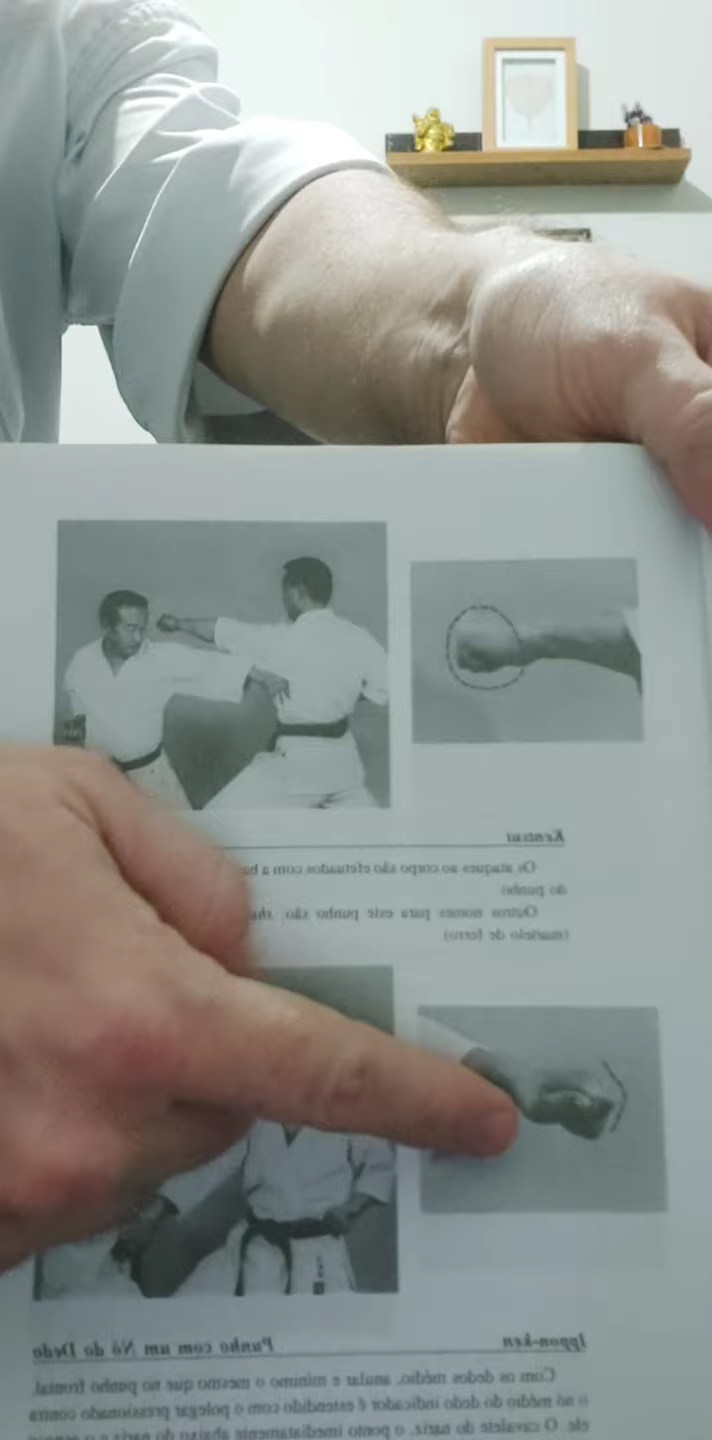 Kentsui
Os ataques ao corpo são efetuados com a
do punho
Outros nomes para este punho são,
(martelo de ferro)
Ippon-ken Punho com um Nó do Dedo
Com os dedos médio, anular e mínimo o mesmo que no punho frontal,
o nó médio do dedo indicador é estendido com o polegar pressionado contra
ele. O cavalete do nariz, o ponto imediatamente abaixo do nariz e o